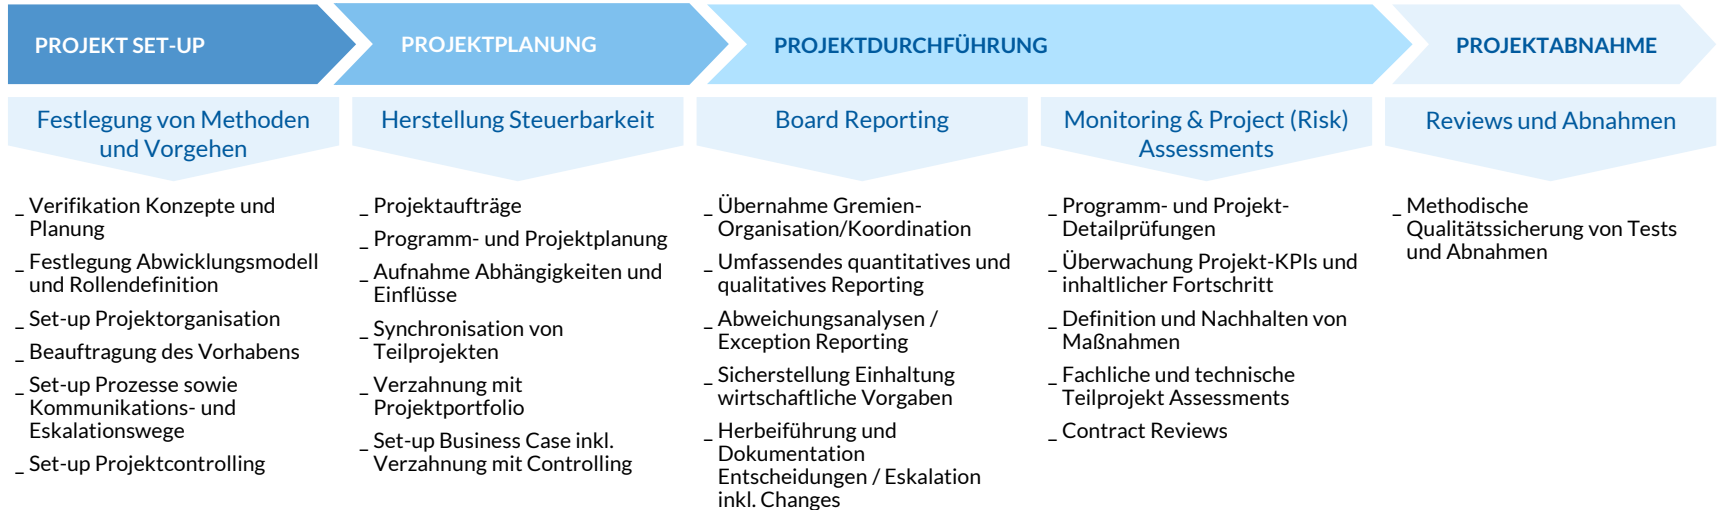 PROJEKT SET-UP
PROJEKTPLANUNG
PROJEKTDURCHFÜHRUNG
PROJEKTABNAHME
Festlegung von Methoden
und Vorgehen
_ Verifikation Konzepte und
Planung
_ Festlegung Abwicklungsmodell
und Rollendefinition
_ Set-up Projektorganisation
_ Beauftragung des Vorhabens
_ Set-up Prozesse sowie
Kommunikations- und
Eskalationswege
_ Set-up Projektcontrolling
Herstellung Steuerbarkeit
_ Projektaufträge
_ Programm- und Projektplanung
_ Aufnahme Abhängigkeiten und
Einflüsse
_ Synchronisation von
Teilprojekten
_ Verzahnung mit
Projektportfolio
_ Set-up Business Case inkl.
Verzahnung mit Controlling
Board Reporting
_ Übernahme Gremien-
Organisation/Koordination
_ Umfassendes quantitatives und
qualitatives Reporting
_ Abweichungsanalysen /
Exception Reporting
_ Sicherstellung Einhaltung
wirtschaftliche Vorgaben
_ Herbeiführung und
Dokumentation
Entscheidungen / Eskalation
inkl. Changes
Monitoring & Project (Risk)
Assessments
_ Programm- und Projekt-
Detailprüfungen
_ Überwachung Projekt-KPIs und
inhaltlicher Fortschritt
_ Definition und Nachhalten von
Maßnahmen
_ Fachliche und technische
Teilprojekt Assessments
_ Contract Reviews
Reviews und Abnahmen
_ Methodische
Qualitätssicherung von Tests
und Abnahmen